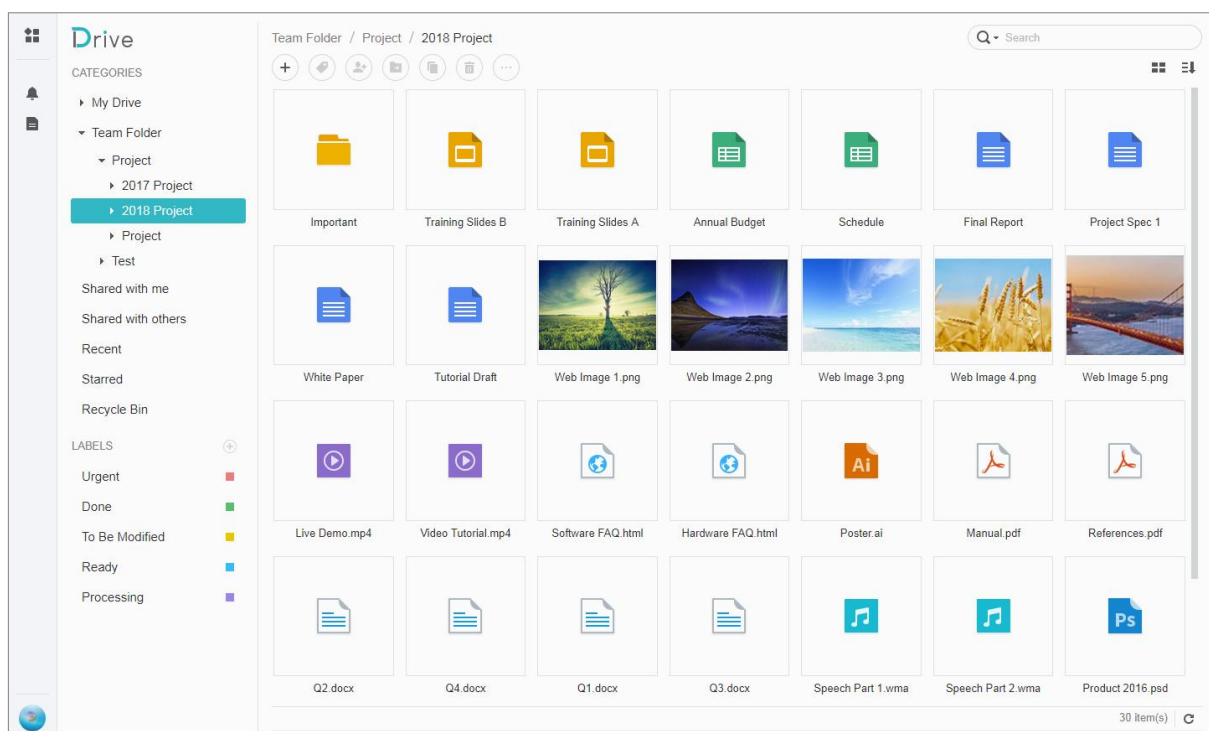 Drive
CATEGORIES
My Drive
Team Folder
Project
2017 Project
2018 Project
Project
Test
Shared with me
Shared with others
Recent
Starred
Recycle Bin
LABELS
Urgent
Done
To Be Modified
Ready
Processing
Team Folder / Project / 2018 Project
Search
Important Training Slides B Training Slides A Annual Budget Schedule Final Report Project Spec 1
White Paper Tutorial Draft Web Image 1.png Web Image 2.png Web Image 3.png Web Image 4.png Web Image 5.png
Ai
Live Demo.mp4 Video Tutorial.mp4 Software FAQ.html Hardware FAQ.html Poster.ai Manual.pdf References.pdf
Ps
Q2.docx Q4.docx Q1.docx Q3.docx Speech Part 1.wma Speech Part 2.wma Product 2016.psd
30 item(s)